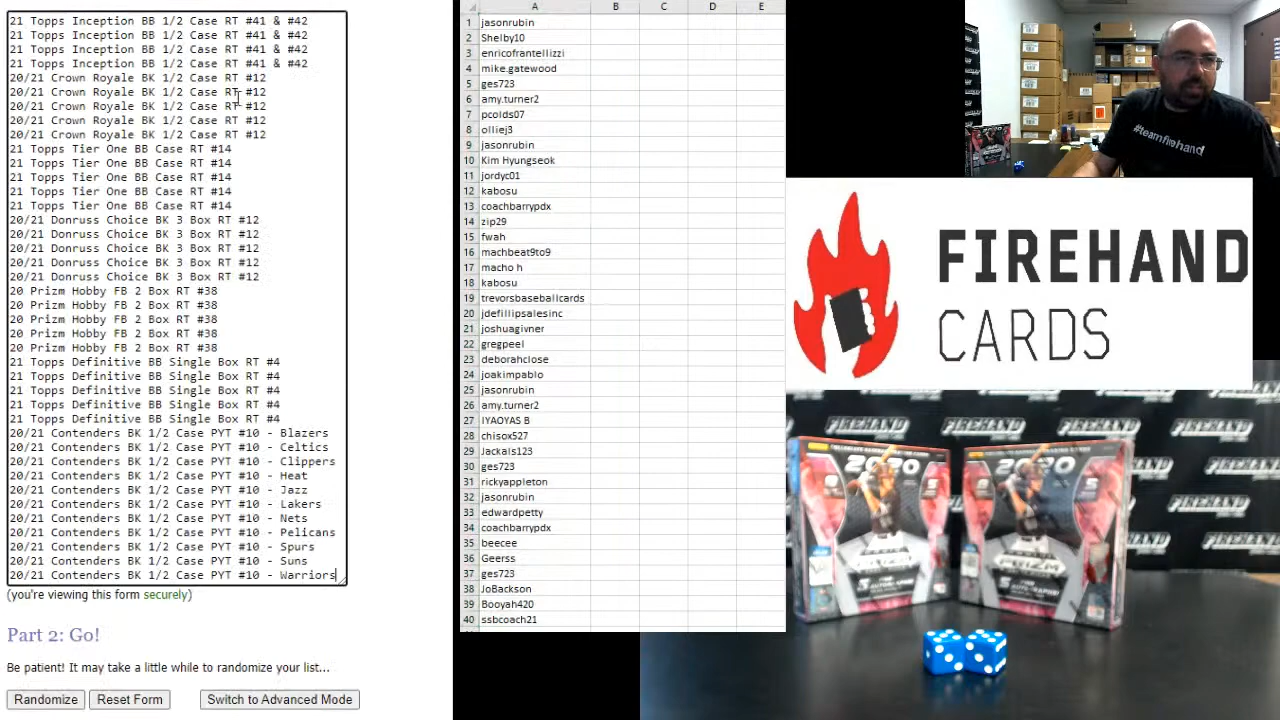 21 Topps Inception BB 1/2 Case RT #41 & #42
21 Topps Inception BB 1/2 Case RT #41 & #42
21 Topps Inception BB 1/2 Case RT #41 & #42
21 Topps Inception BB 1/2 Case RT #41 & #42
20/21 Crown Royale BK 1/2 Case RT #12
20/21 Crown Royale BK 1/2 Case RT #12
20/21 Crown Royale BK 1/2 Case RT #12
20/21 Crown Royale BK 1/2 Case RT #12
20/21 Crown Royale BK 1/2 Case RT #12
21 Topps Tier One BB Case RT #14
21 Topps Tier One BB Case RT #14
21 Topps Tier One BB Case RT #14
21 Topps Tier One BB Case RT #14
21 Topps Tier One BB Case RT #14
20/21 Donruss Choice BK 3 Box RT #12
20/21 Donruss Choice BK 3 Box RT #12
20/21 Donruss Choice BK 3 Box RT #12
20/21 Donruss Choice BK 3 Box RT #12
20/21 Donruss Choice BK 3 Box RT #12
20 Prizm Hobby FB 2 Box RT #38
20 Prizm Hobby FB 2 Box RT #38
20 Prizm Hobby FB 2 Box RT #38
20 Prizm Hobby FB 2 Box RT #38
20 Prizm Hobby FB 2 Box RT #38
21 Topps Definitive BB Single Box RT #4
21 Topps Definitive BB Single Box RT #4
21 Topps Definitive BB Single Box RT #4
21 Topps Definitive BB Single Box RT #4
21 Topps Definitive BB Single Box RT #4
20/21 Contenders BK 1/2 Case PYT #10 - Blazers
20/21 Contenders BK 1/2 Case PYT #10 - Celtics
20/21 Contenders BK 1/2 Case PYT #10 - Clippers
20/21 Contenders BK 1/2 Case PYT #10 - Heat
20/21 Contenders BK 1/2 Case PYT #10 - Jazz
20/21 Contenders BK 1/2 Case PYT #10 - Lakers
20/21 Contenders BK 1/2 Case PYT #10 - Nets
20/21 Contenders BK 1/2 Case PYT #10 - Pelicans
20/21 Contenders BK 1/2 Case PYT #10 - Spurs
20/21 Contenders BK 1/2 Case PYT #10 - Suns
20/21 Contenders BK 1/2 Case PYT #10 - Warriors
(you're viewing this form securely)
Part 2: Go!
Be patient! It may take a little while to randomize your list...
Randomize Reset Form Switch to Advanced Mode
A B C D E
1 jasonrubin
2 Shelby10
3 enricofrantellizzi
4 mike.gatewood
5 ges723
6 amy.turner2
7 pcolds07
8 olliej3
9 jasonrubin
10 Kim Hyungseok
11 jordyc01
12 kabosu
13 coachbarrypdx
14 zip29
15 fwah
16 machbeat9to9
17 macho h
18 kabosu
19 trevorsbaseballcards
20 jdefillipsalesinc
21 joshuagivner
22 gregpeel
23 deborahclose
24 joakimpablo
25 jasonrubin
26 amy.turner2
27 IYAOYAS B
28 chisox527
29 Jackals123
30 ges723
31 rickyappleton
32 jasonrubin
33 edwardpetty
34 coachbarrypdx
35 beecee
36 Geerss
37 ges723
38 JoBackson
39 Booyah420
40 ssbcoach21
#teamfirehand
FIREHAND
CARDS
FIREHAND
2020
2020